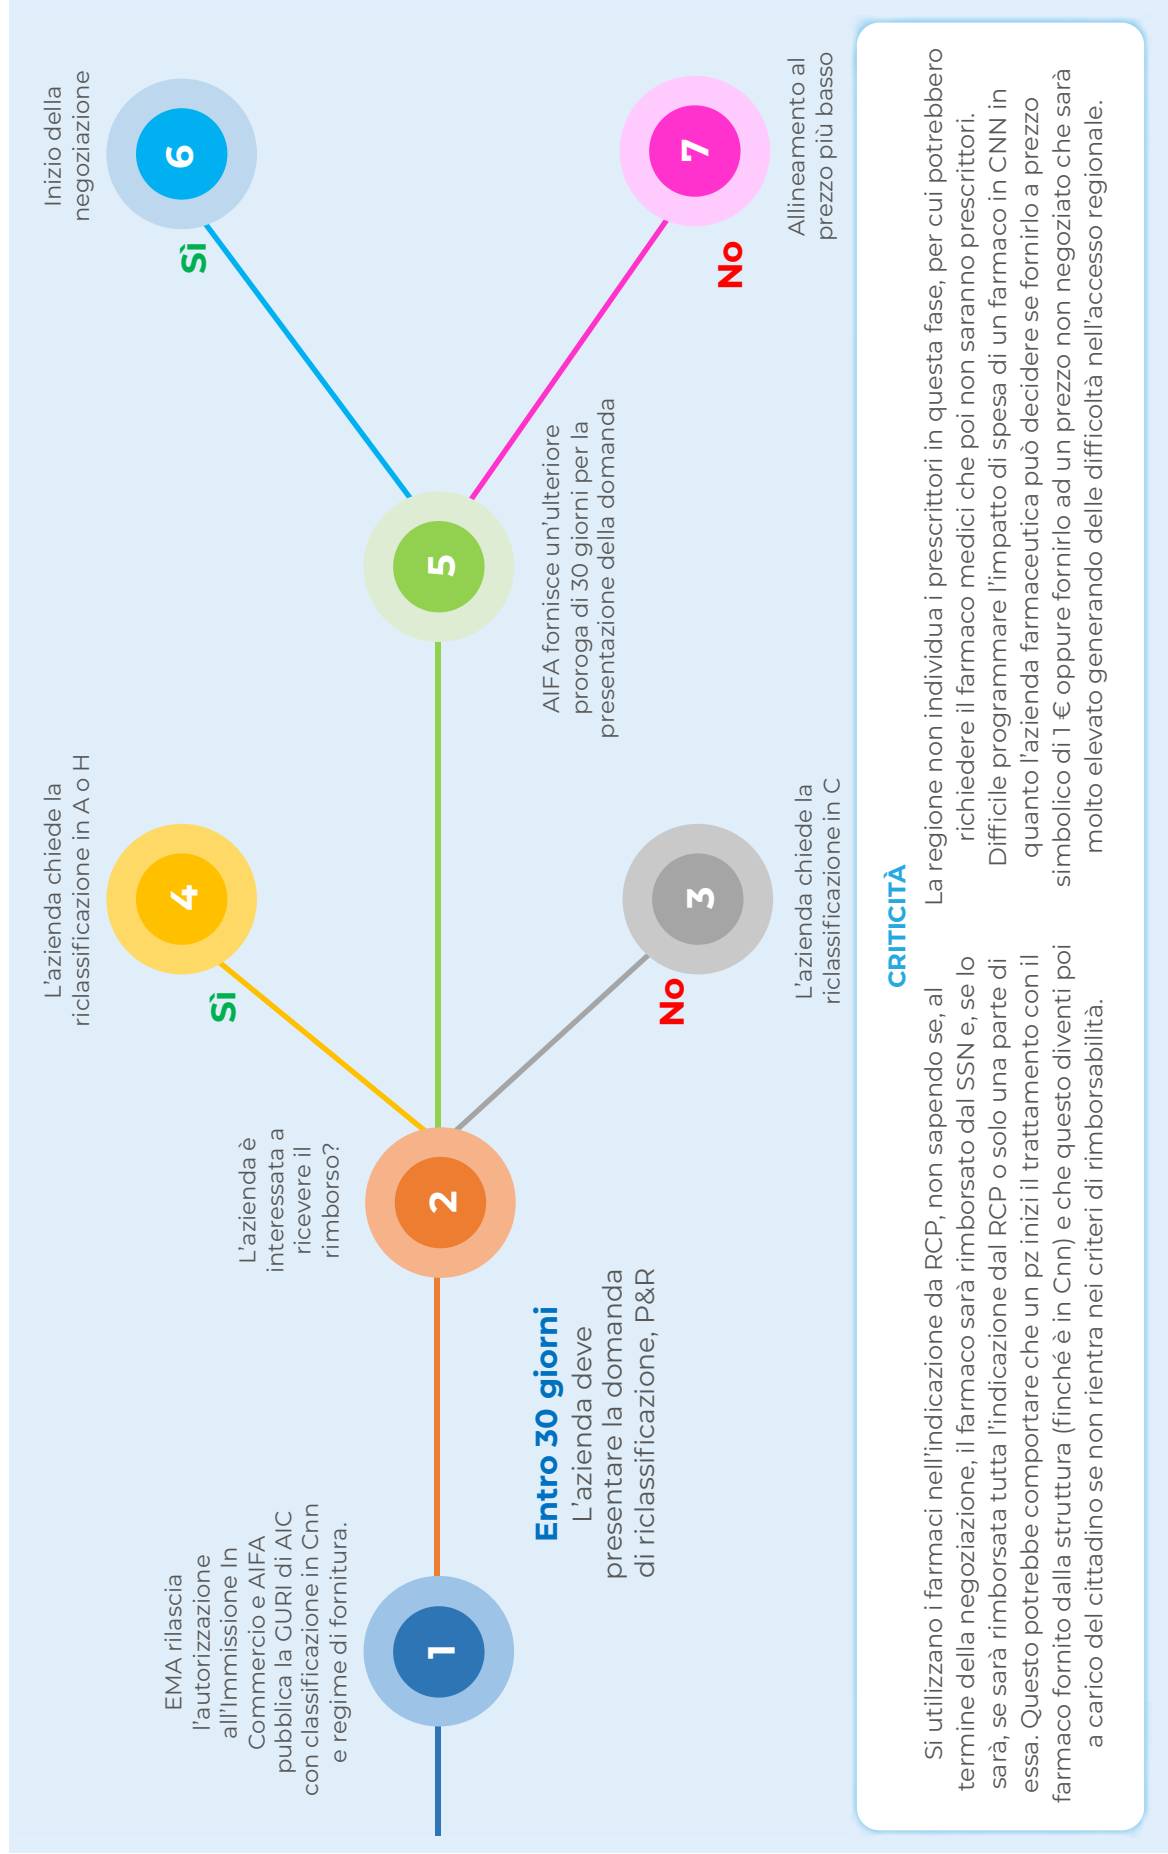 EMA rilascia
l'autorizzazione
all'Immissione In
Commercio e AIFA
pubblica la GURI di AIC
con classificazione in Cnn
e regime di fornitura.
1
Entro 30 giorni
L'azienda deve
presentare la domanda
di riclassificazione, P&R
L'azienda è
interessata a
ricevere il
rimborso?
2
Sì
L'azienda chiede la
riclassificazione in A o H
4
No
3
L'azienda chiede la
riclassificazione in C
5
AIFA fornisce un'ulteriore
proroga di 30 giorni per la
presentazione della domanda
Sì
Inizio della
negoziazione
6
No
7
Allineamento al
prezzo più basso
CRITICITÀ
Si utilizzano i farmaci nell'indicazione da RCP, non sapendo se, al
termine della negoziazione, il farmaco sarà rimborsato dal SSN e, se lo
sarà, se sarà rimborsata tutta l'indicazione dal RCP o solo una parte di
essa. Questo potrebbe comportare che un pz inizi il trattamento con il
farmaco fornito dalla struttura (finché è in Cnn) e che questo diventi poi
a carico del cittadino se non rientra nei criteri di rimborsabilità.
La regione non individua i prescrittori in questa fase, per cui potrebbero
richiedere il farmaco medici che poi non saranno prescrittori.
Difficile programmare l'impatto di spesa di un farmaco in CNN in
quanto l'azienda farmaceutica può decidere se fornirlo a prezzo
simbolico di 1 € oppure fornirlo ad un prezzo non negoziato che sarà
molto elevato generando delle difficoltà nell'accesso regionale.